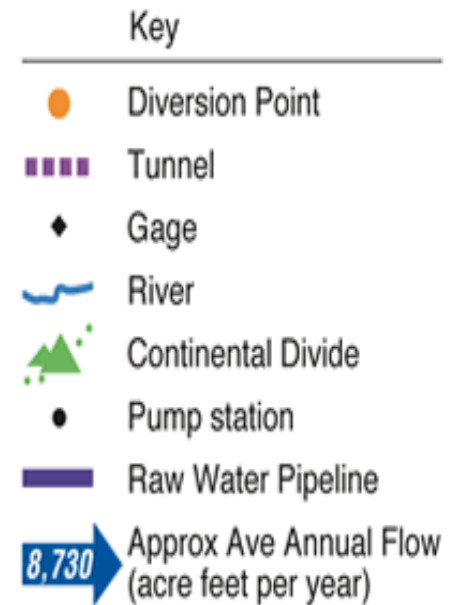 Key
Diversion Point
Tunnel
Gage
River
Continental Divide
Pump station
Raw Water Pipeline
8,730 Approx Ave Annual Flow
(acre feet per year)